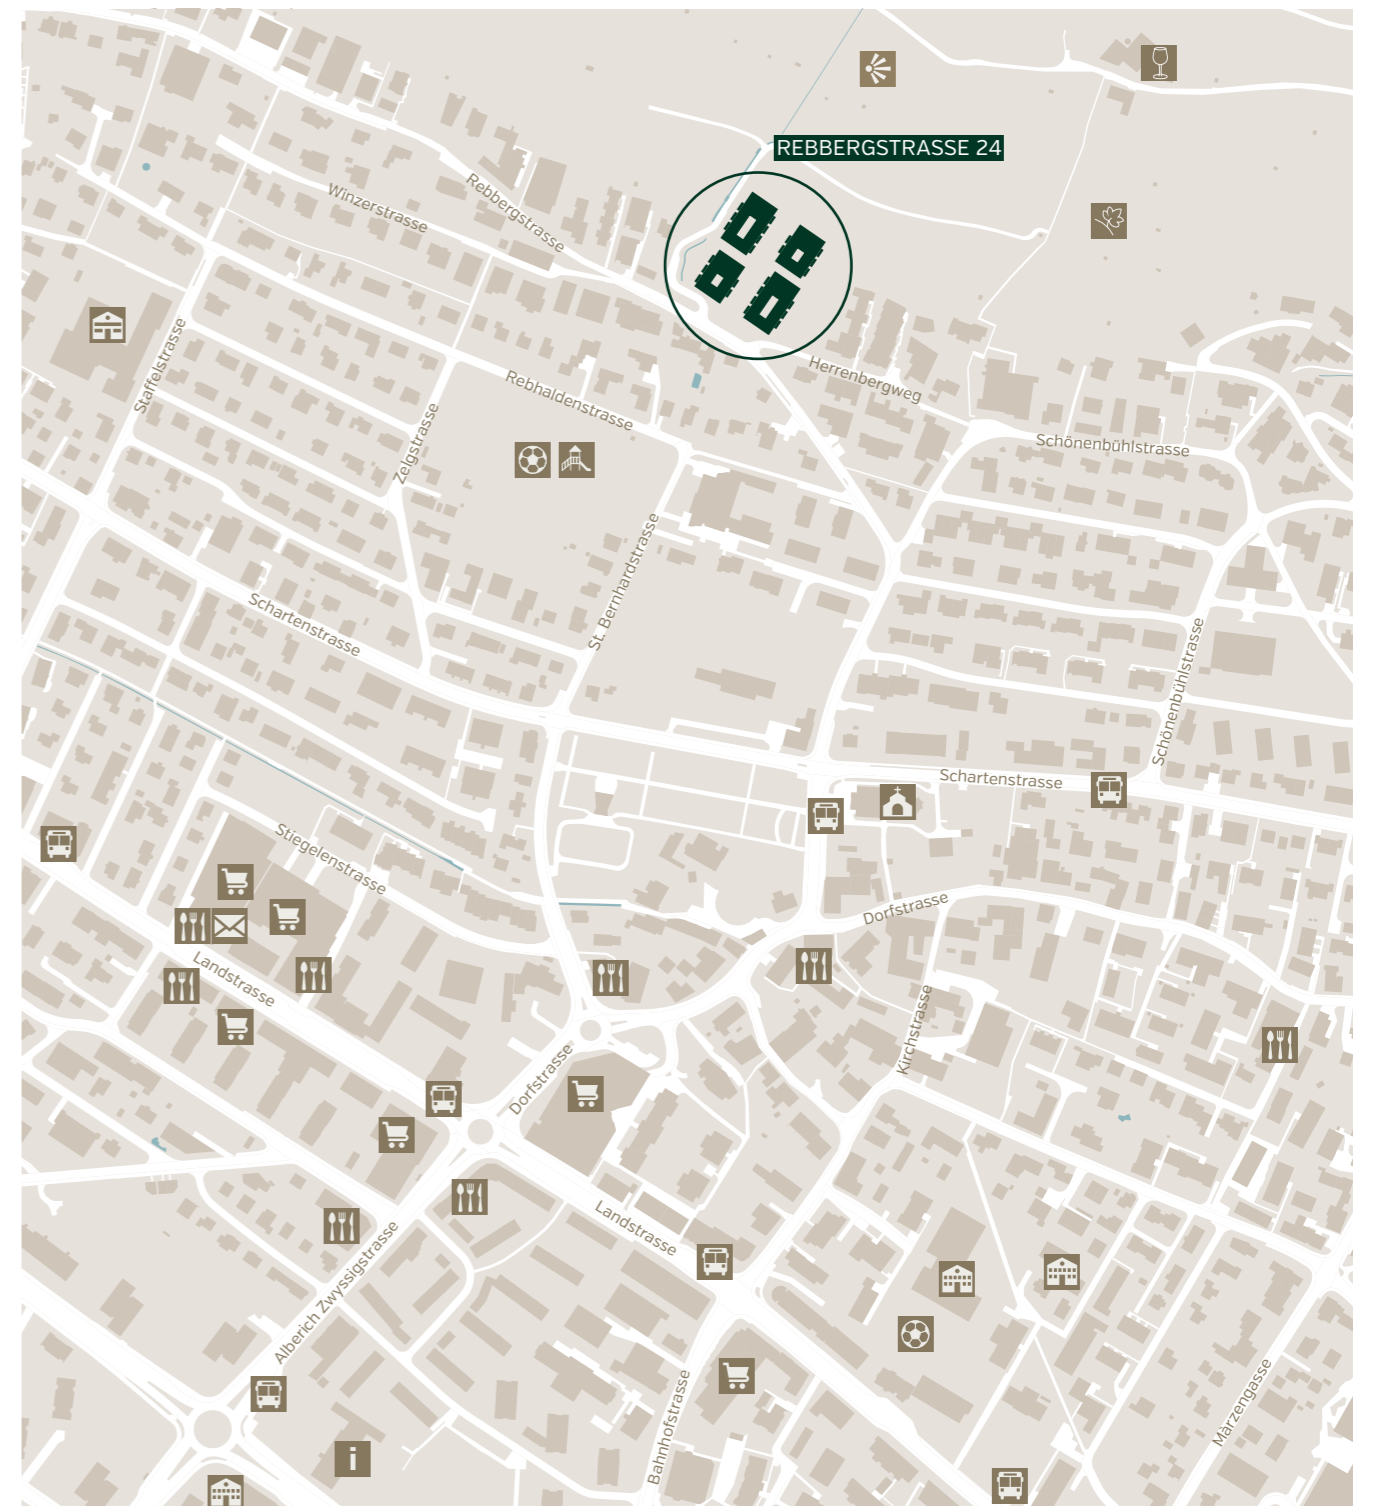 REBBERGSTRASSE 24
Winzerstrasse
Rebbergstrasse
Staffelstrasse
Herrenbergweg
Rebhaldenstrasse
Zelgstrasse
Schönenbühlstrasse
St. Bernhardstrasse
Schartenstrasse
Schönenbühlstrasse
Schartenstrasse
Stiegelenstrasse
Dorfstrasse
Landstrasse
Kirchstrasse
Dorfstrasse
Landstrasse
Alberich Zwyssigstrasse
Bahnhofstrasse
Märzengasse
i